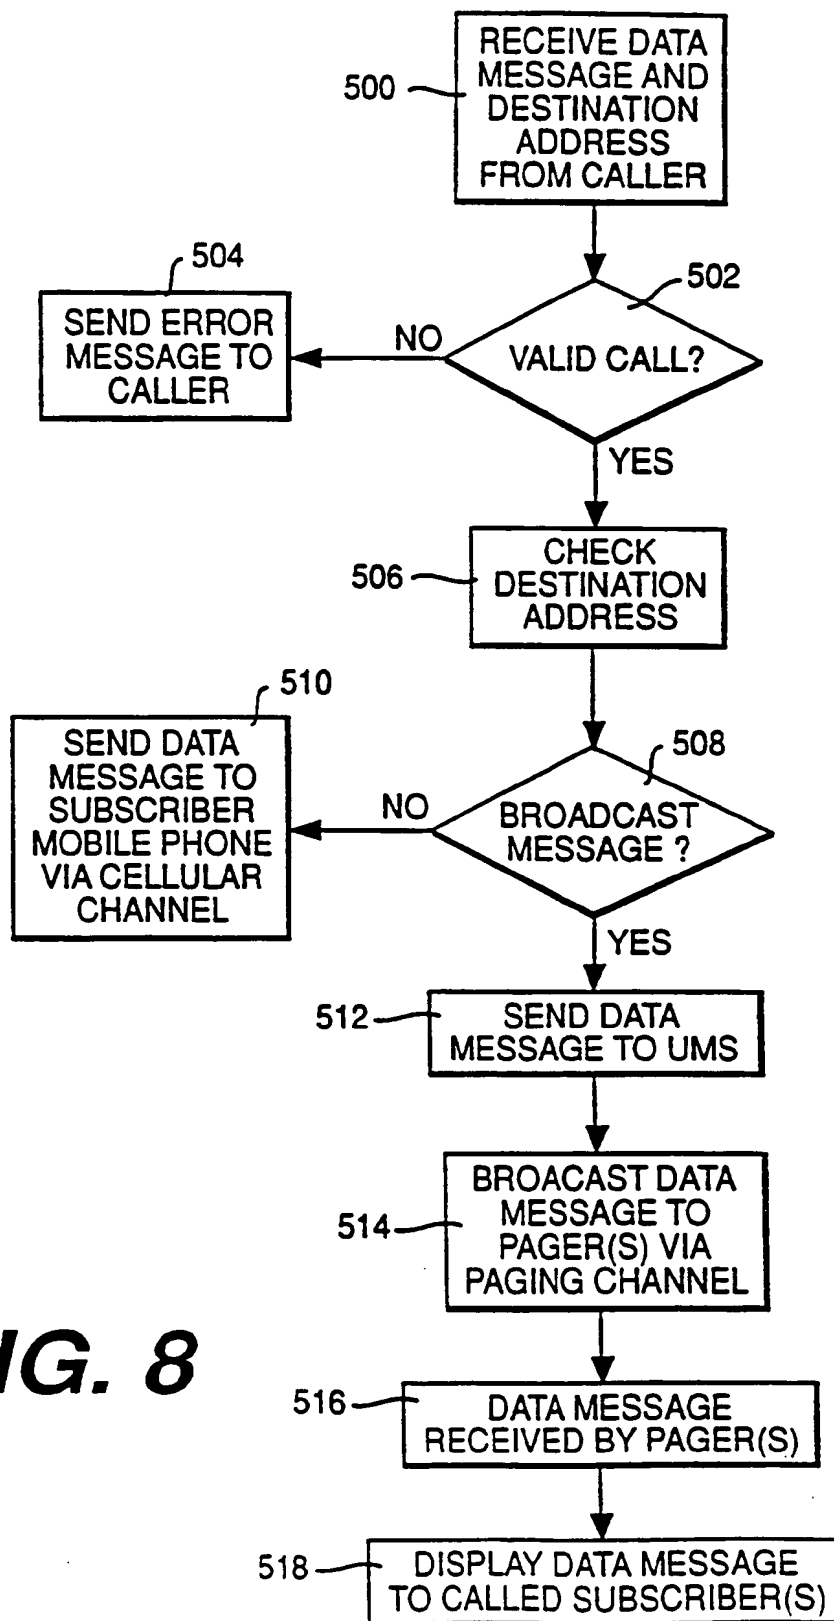 500
RECEIVE DATA
MESSAGE AND
DESTINATION
ADDRESS
FROM CALLER
504
SEND ERROR
MESSAGE TO
CALLER
NO
502
VALID CALL?
YES
506
CHECK
DESTINATION
ADDRESS
510
SEND DATA
MESSAGE TO
SUBSCRIBER
MOBILE PHONE
VIA CELLULAR
CHANNEL
NO
508
BROADCAST
MESSAGE ?
YES
512
SEND DATA
MESSAGE TO UMS
514
BROACAST DATA
MESSAGE TO
PAGER(S) VIA
PAGING CHANNEL
IG. 8
516
DATA MESSAGE
RECEIVED BY PAGER(S)
518
DISPLAY DATA MESSAGE
TO CALLED SUBSCRIBER(S)